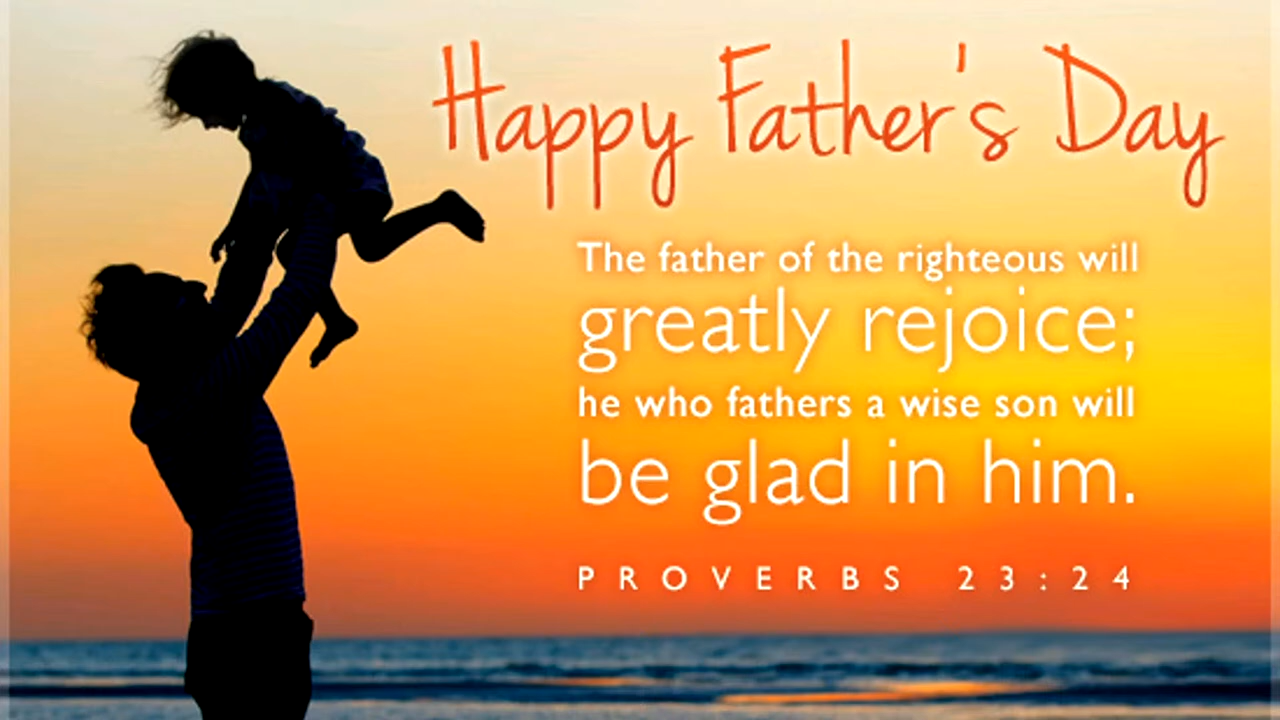 Happy Father's Day
The father of the righteous will
greatly rejoice;
he who fathers a wise son will
be glad in him.
PROVERBS 23:24